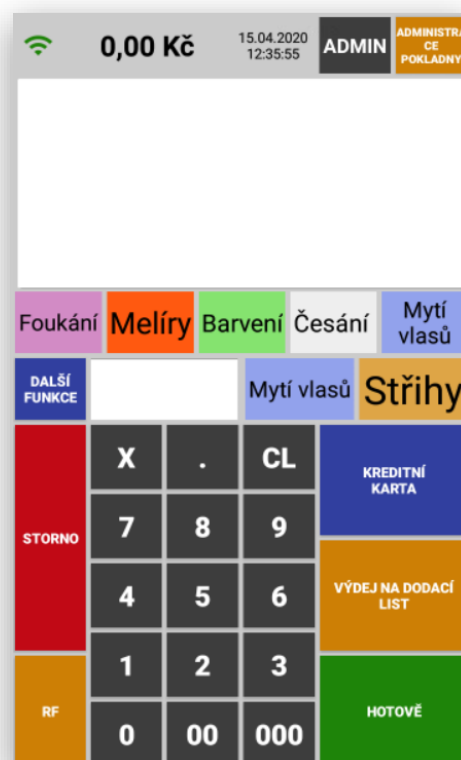 0,00 Kč
15.04.2020
12:35:55
ADMIN
ADMINISTRA
CE
POKLADNY
Foukání
Melíry
Barvení
Česání
Mytí
vlasů
DALŠÍ
FUNKCE
Mytí vlasů
Střihy
X . CL
KREDITNÍ
KARTA
STORNO
7 8 9
4 5 6
VÝDEJ NA DODACÍ
LIST
1 2 3
RF
HOTOVĚ
0 00 000